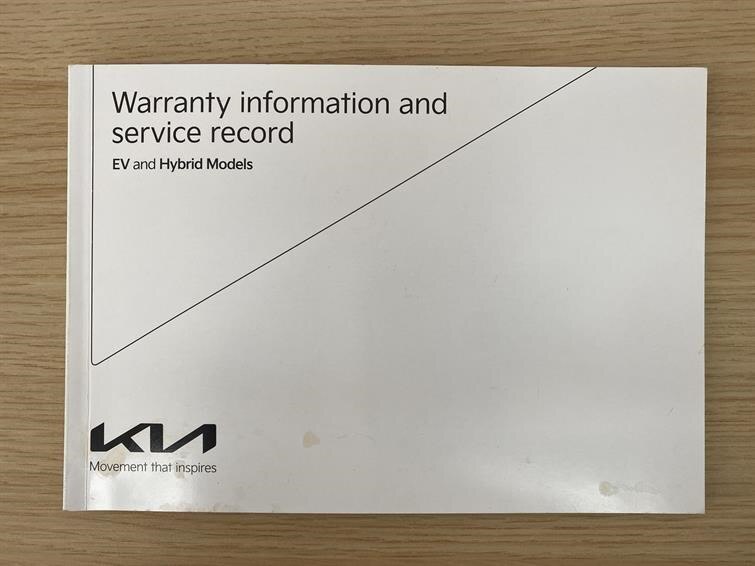 Warranty information and
service record
EV and Hybrid Models
KIA
Movement that inspires